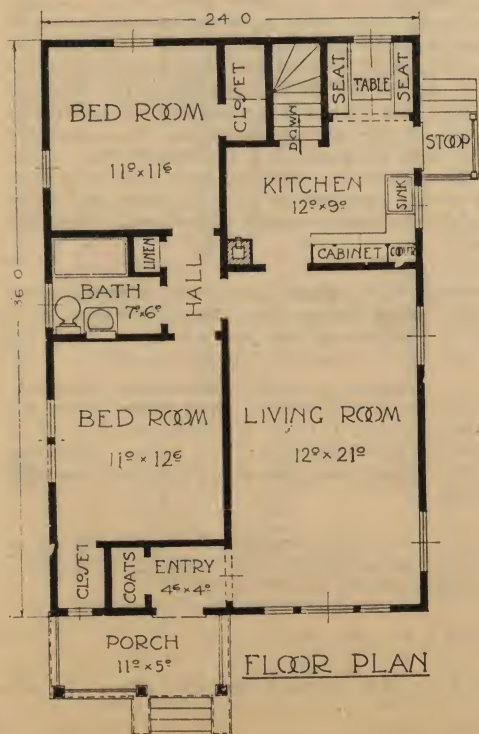 24 0
BED ROOM
11⁰ × 11⁶
CLOSET
DOWN
SEAT
TABLE
SEAT
STOOP
KITCHEN
12⁰ × 9⁰
SINK
CABINET
36 0
LINEN
BATH
7⁶ × 6⁰
HALL
BED ROOM
11⁰ × 12⁶
LIVING ROOM
12⁰ × 21⁰
CLOSET
COATS
ENTRY
4⁶ × 4⁰
PORCH
11⁰ × 5⁰
FLOOR PLAN